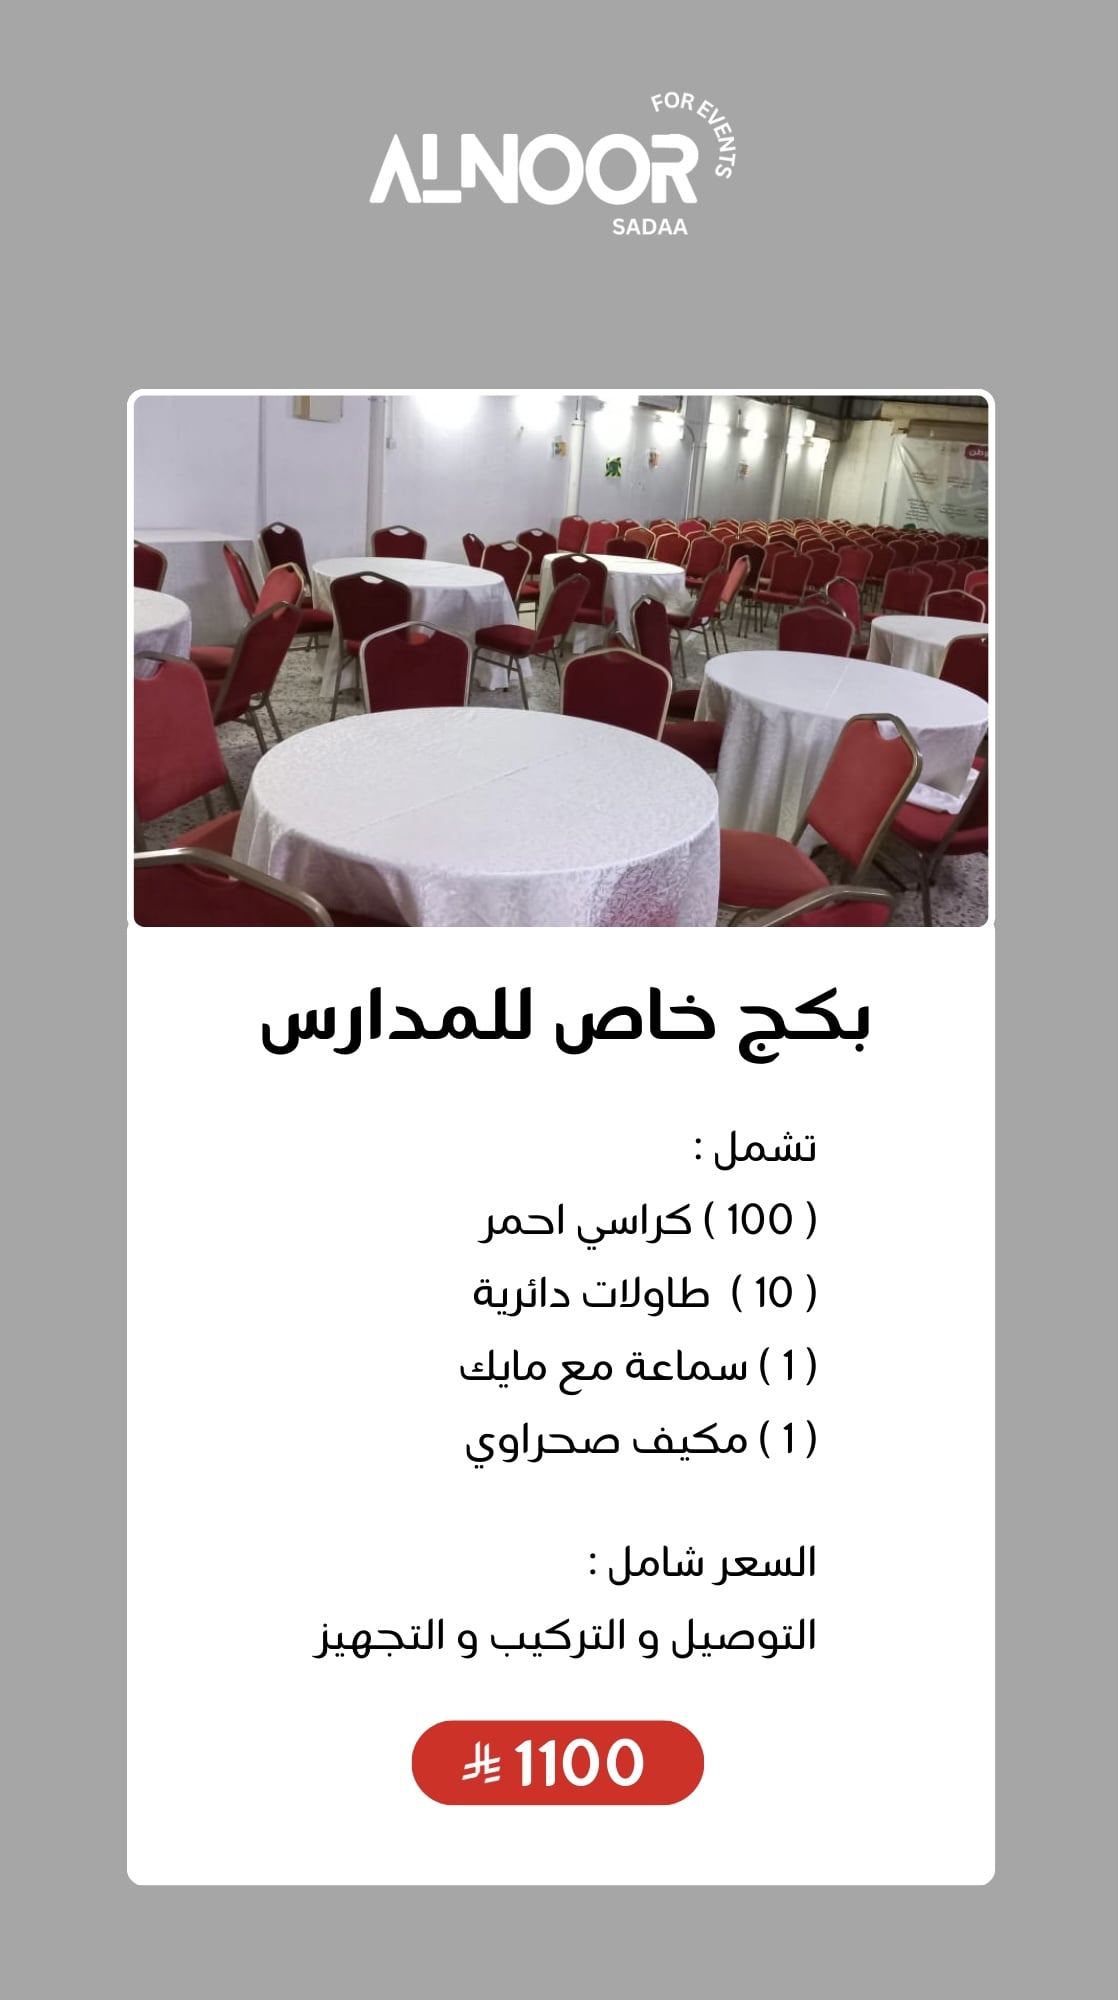 FOR EVENTS
ALNOOR
SADAA
بكج خاص للمدارس
تشمل :
( 100 ) كراسي احمر
( 10 ) طاولات دائرية
( 1 ) سماعة مع مايك
( 1 ) مكيف صحراوي
السعر شامل :
التوصيل و التركيب و التجهيز
1100 ⃁